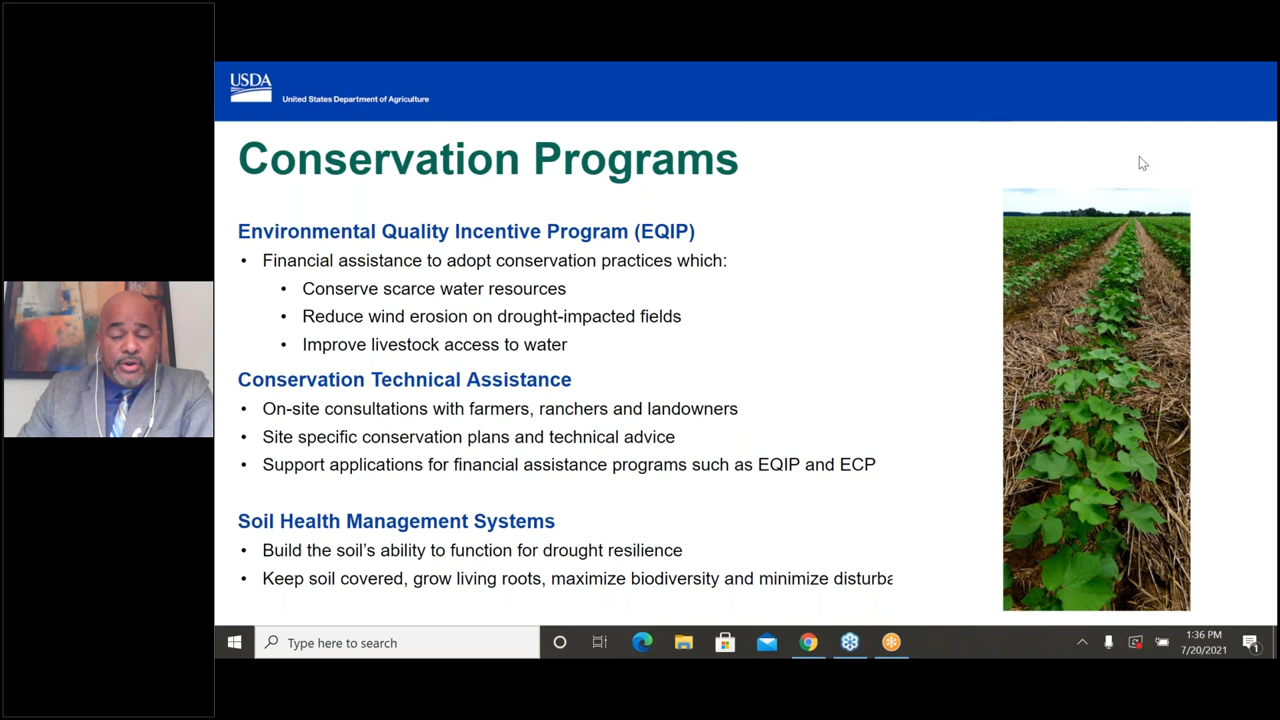 USDA
United States Department of Agriculture
Conservation Programs
Environmental Quality Incentive Program (EQIP)
• Financial assistance to adopt conservation practices which:
• Conserve scarce water resources
• Reduce wind erosion on drought-impacted fields
• Improve livestock access to water
Conservation Technical Assistance
• On-site consultations with farmers, ranchers and landowners
• Site specific conservation plans and technical advice
• Support applications for financial assistance programs such as EQIP and ECP
Soil Health Management Systems
• Build the soil's ability to function for drought resilience
• Keep soil covered, grow living roots, maximize biodiversity and minimize disturba
Type here to search
1:36 PM
7/20/2021
1